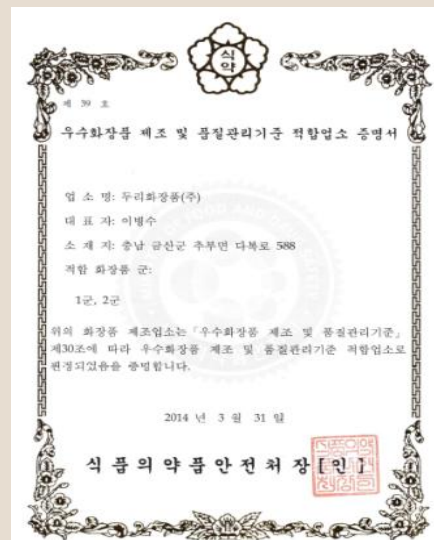 식약
제 39 호
우수화장품 제조 및 품질관리기준 적합업소 증명서
업 소 명: 두리화장품(주)
대 표 자: 이병수
소 재 지: 충남 금산군 추부면 다복로 588
적합 화장품 군:
1군, 2군
위의 화장품 제조업소는 「우수화장품 제조 및 품질관리기준」
제30조에 따라 우수화장품 제조 및 품질관리기준 적합업소로
판정되었음을 증명합니다.
2014 년 3 월 31 일
식품의약품안전처장[인]